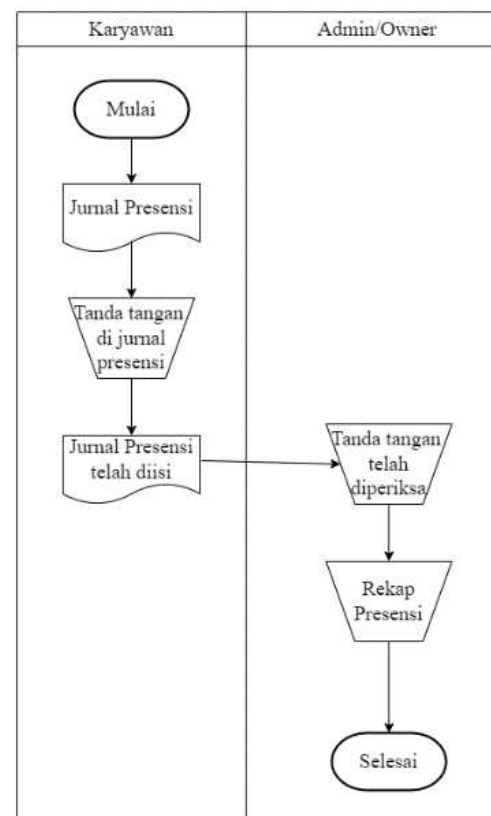 Karyawan
Admin/Owner
Mulai
Jurnal Presensi
Tanda tangan
di jurnal
presensi
Jurnal Presensi
telah diisi
Tanda tangan
telah
diperiksa
Rekap
Presensi
Selesai